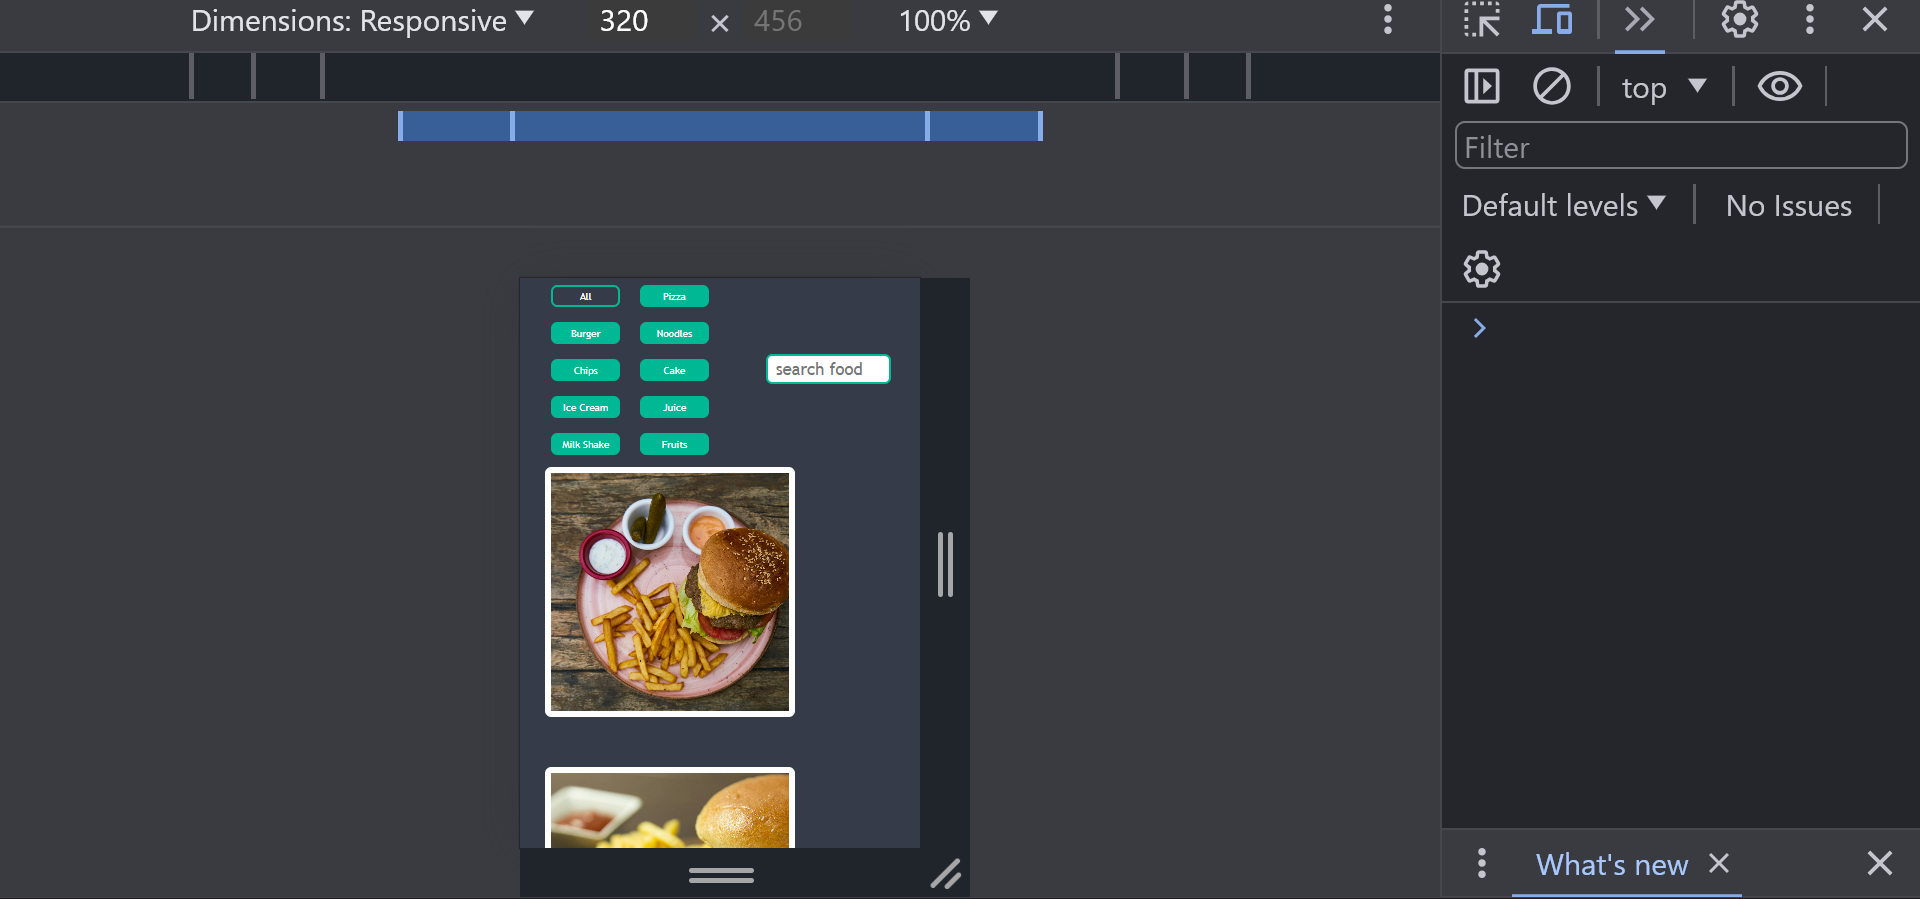 Dimensions: Responsive ▼ 320 × 456 100% ▼
top ▼
Filter
Default levels ▼ No Issues
All Pizza
Burger Noodles
Chips Cake
search food
Ice Cream Juice
Milk Shake Fruits
What's new